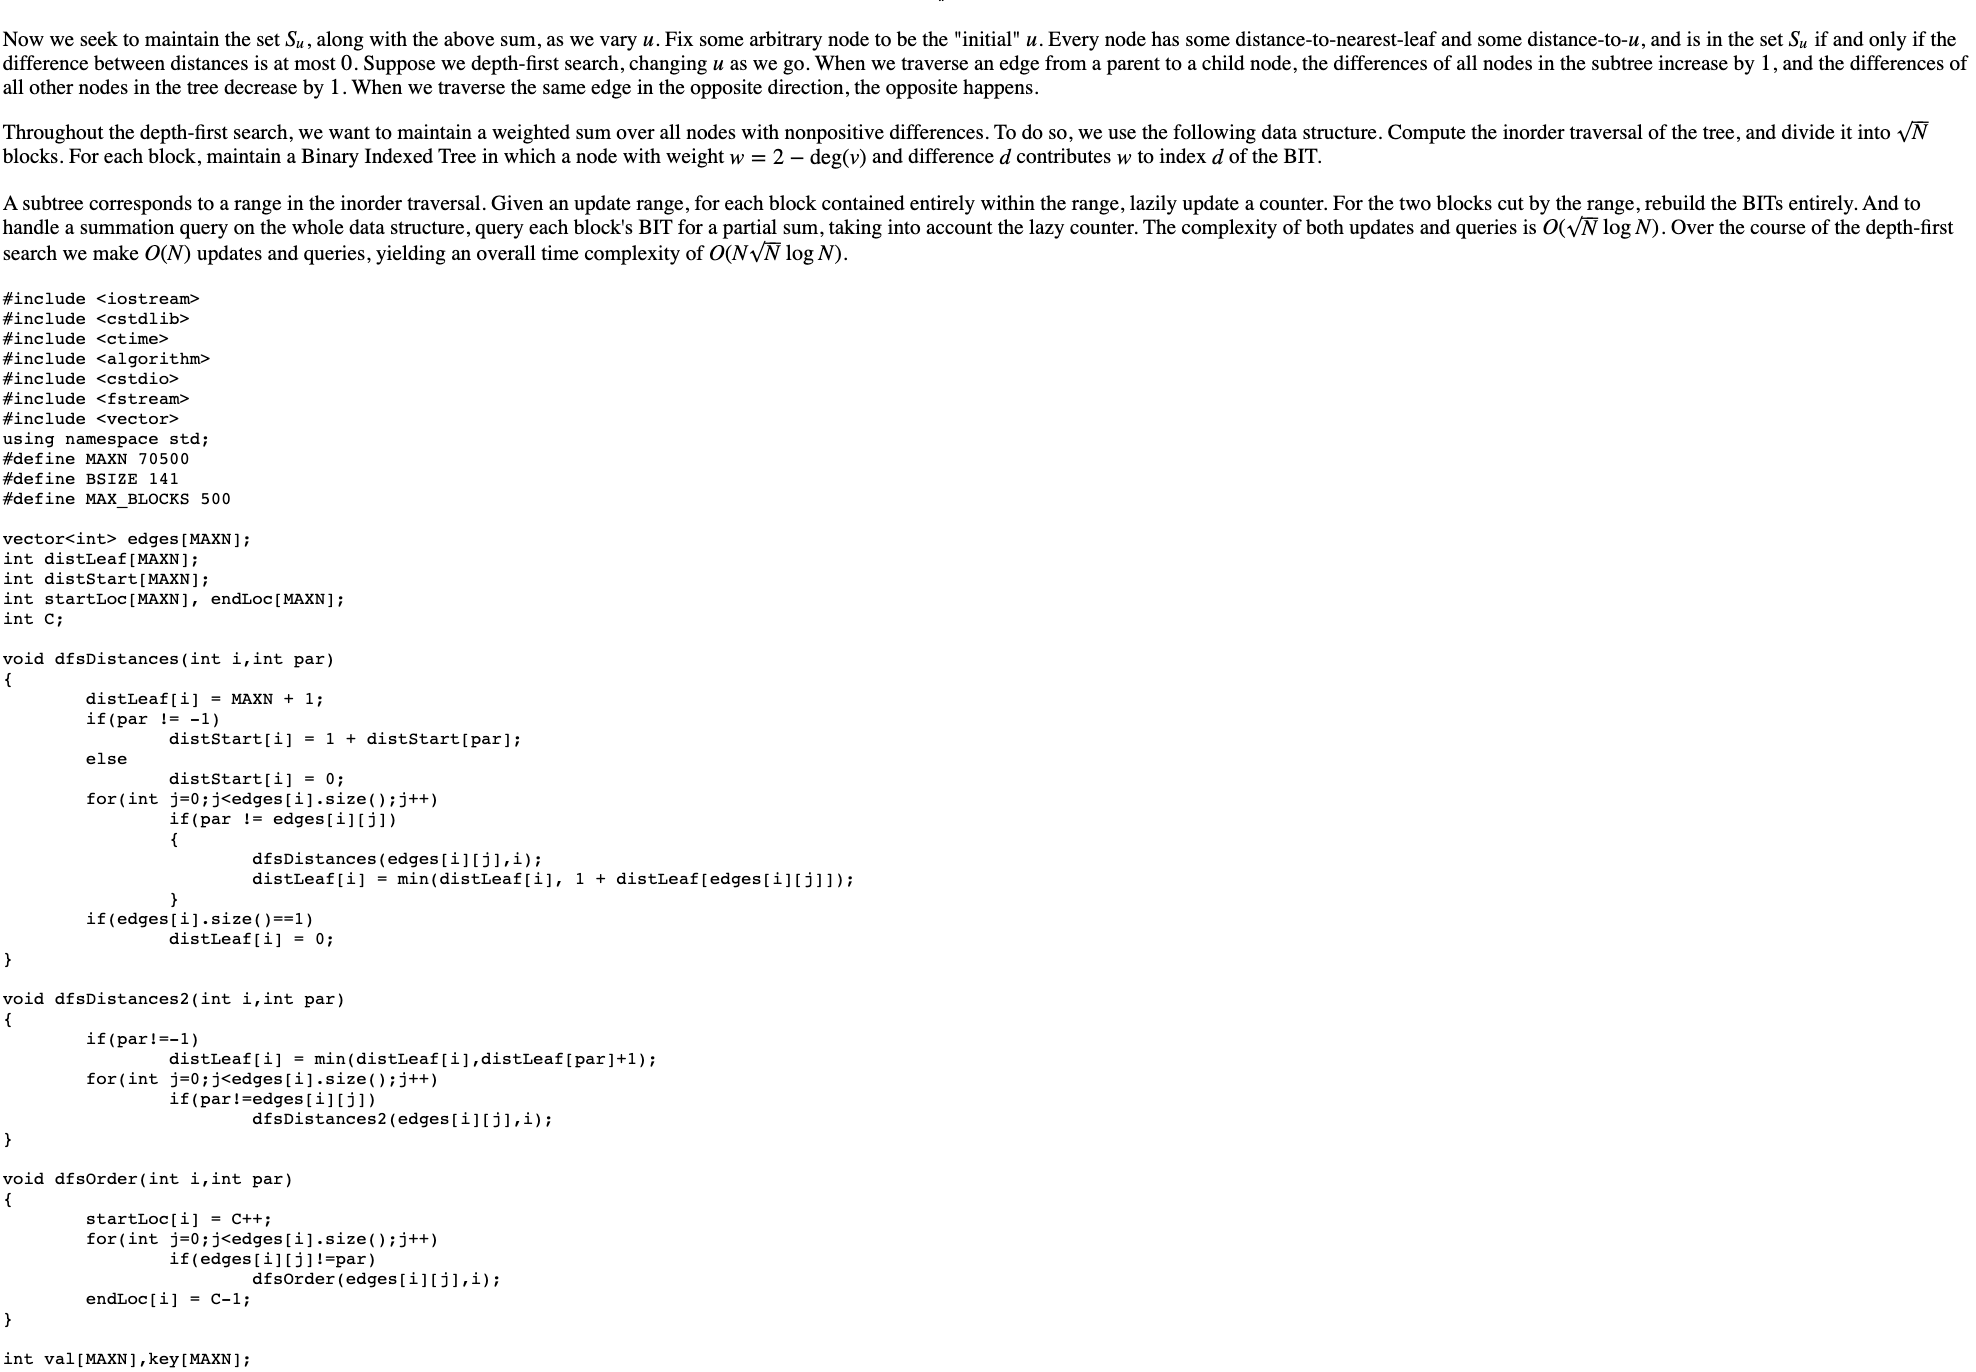 Now we seek to maintain the set Su, along with the above sum, as we vary u. Fix some arbitrary node to be the "initial" u. Every node has some distance-to-nearest-leaf and some distance-to-u, and is in the set Su if and only if the
difference between distances is at most 0. Suppose we depth-first search, changing u as we go. When we traverse an edge from a parent to a child node, the differences of all nodes in the subtree increase by 1, and the differences of
all other nodes in the tree decrease by 1. When we traverse the same edge in the opposite direction, the opposite happens.
Throughout the depth-first search, we want to maintain a weighted sum over all nodes with nonpositive differences. To do so, we use the following data structure. Compute the inorder traversal of the tree, and divide it into √N
blocks. For each block, maintain a Binary Indexed Tree in which a node with weight w = 2 − deg(v) and difference d contributes w to index d of the BIT.
A subtree corresponds to a range in the inorder traversal. Given an update range, for each block contained entirely within the range, lazily update a counter. For the two blocks cut by the range, rebuild the BITs entirely. And to
handle a summation query on the whole data structure, query each block's BIT for a partial sum, taking into account the lazy counter. The complexity of both updates and queries is O(√N log N). Over the course of the depth-first
search we make O(N) updates and queries, yielding an overall time complexity of O(N√N log N).
#include <iostream>
#include <cstdlib>
#include <ctime>
#include <algorithm>
#include <cstdio>
#include <fstream>
#include <vector>
using namespace std;
#define MAXN 70500
#define BSIZE 141
#define MAX_BLOCKS 500
vector<int> edges[MAXN];
int distLeaf[MAXN];
int distStart[MAXN];
int startLoc[MAXN], endLoc[MAXN];
int C;
void dfsDistances(int i,int par)
{
distLeaf[i] = MAXN + 1;
if(par != -1)
distStart[i] = 1 + distStart[par];
else
distStart[i] = 0;
for(int j=0;j<edges[i].size();j++)
if(par != edges[i][j])
{
dfsDistances(edges[i][j],i);
distLeaf[i] = min(distLeaf[i], 1 + distLeaf[edges[i][j]]);
}
if(edges[i].size()==1)
distLeaf[i] = 0;
}
void dfsDistances2(int i,int par)
{
if(par!=-1)
distLeaf[i] = min(distLeaf[i],distLeaf[par]+1);
for(int j=0;j<edges[i].size();j++)
if(par!=edges[i][j])
dfsDistances2(edges[i][j],i);
}
void dfsOrder(int i,int par)
{
startLoc[i] = C++;
for(int j=0;j<edges[i].size();j++)
if(edges[i][j]!=par)
dfsOrder(edges[i][j],i);
endLoc[i] = C-1;
}
int val[MAXN],key[MAXN];